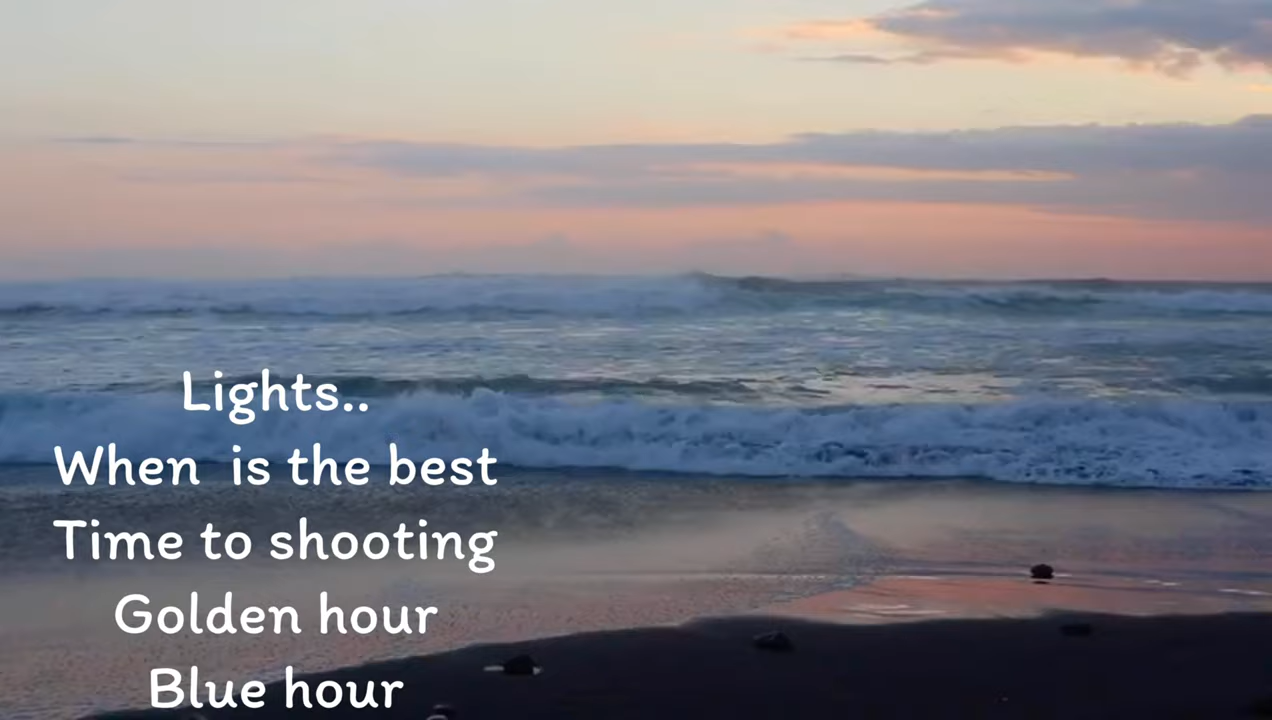 Lights..
When is the best
Time to shooting
Golden hour
Blue hour